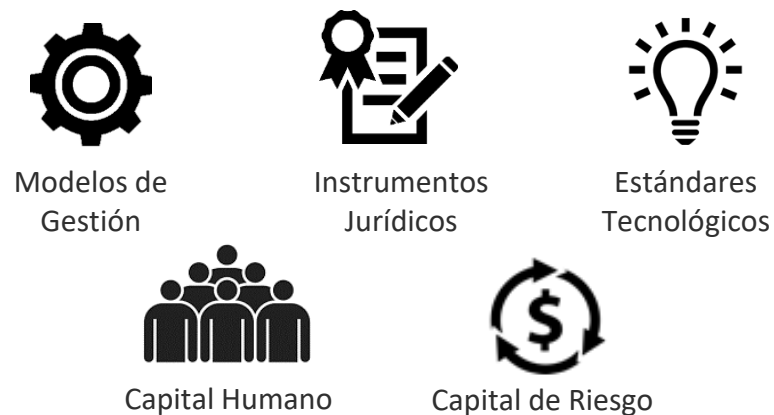 Modelos de
Gestión
Instrumentos
Jurídicos
Estándares
Tecnológicos
$
Capital Humano
Capital de Riesgo